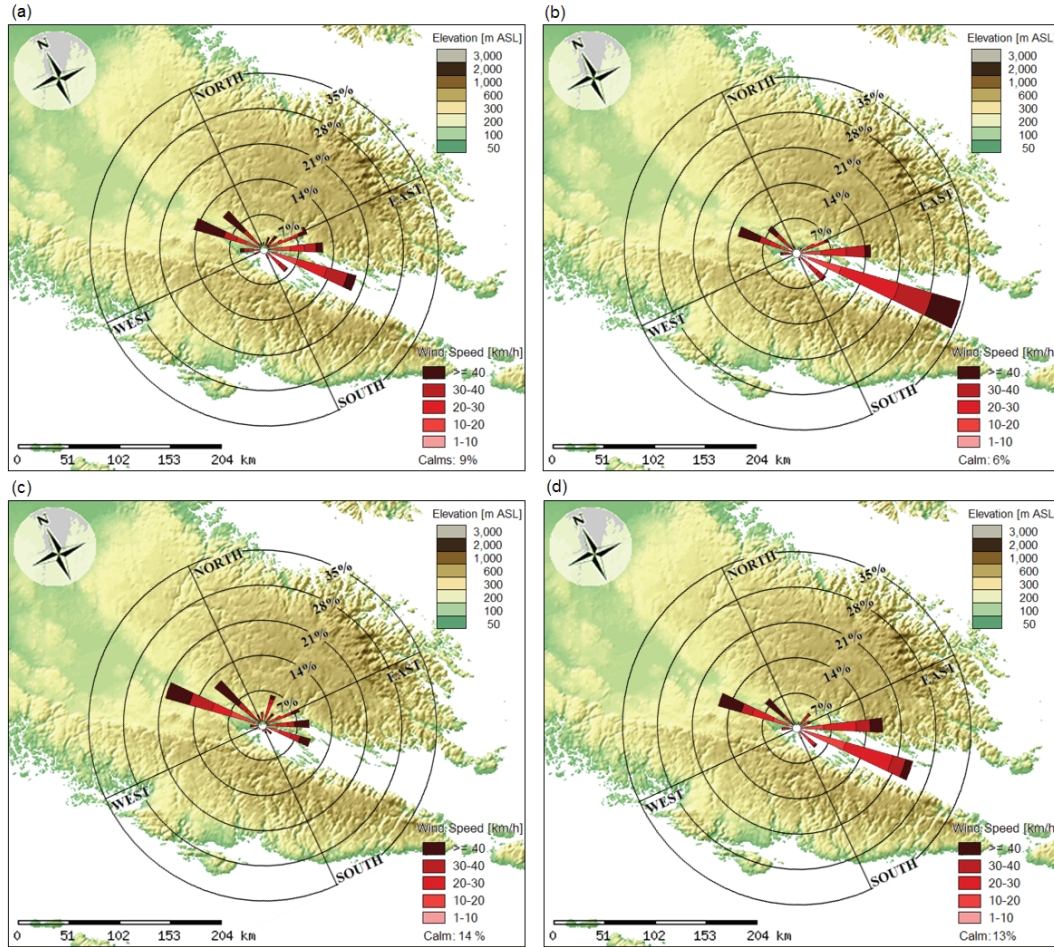 (a)
N
Elevation [m ASL]
3,000
2,000
1,000
600
300
200
100
50
NORTH
35%
28%
21%
14%
7%
EAST
WEST
SOUTH
Wind Speed [km/h]
>= 40
30-40
20-30
10-20
1-10
Calms: 9%
0 51 102 153 204 km
(b)
N
Elevation [m ASL]
3,000
2,000
1,000
600
300
200
100
50
NORTH
35%
28%
21%
14%
7%
EAST
WEST
SOUTH
Wind Speed [km/h]
>= 40
30-40
20-30
10-20
1-10
Calm: 6%
0 51 102 153 204 km
(c)
N
Elevation [m ASL]
3,000
2,000
1,000
600
300
200
100
50
NORTH
35%
28%
21%
14%
7%
EAST
WEST
SOUTH
Wind Speed [km/h]
>= 40
30-40
20-30
10-20
1-10
Calm: 14 %
0 51 102 153 204 km
(d)
N
Elevation [m ASL]
3,000
2,000
1,000
600
300
200
100
50
NORTH
35%
28%
21%
14%
7%
EAST
WEST
SOUTH
Wind Speed [km/h]
>= 40
30-40
20-30
10-20
1-10
Calm: 13%
0 51 102 153 204 km